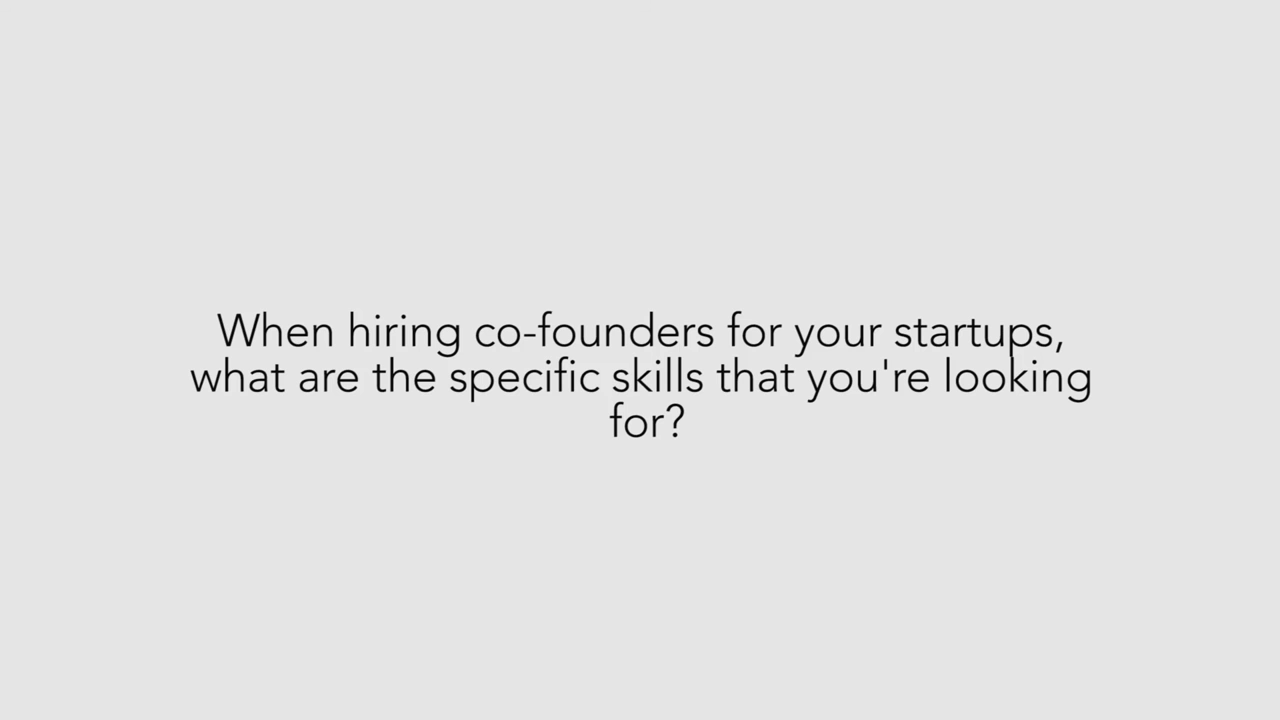 When hiring co-founders for your startups,
what are the specific skills that you're looking
for?